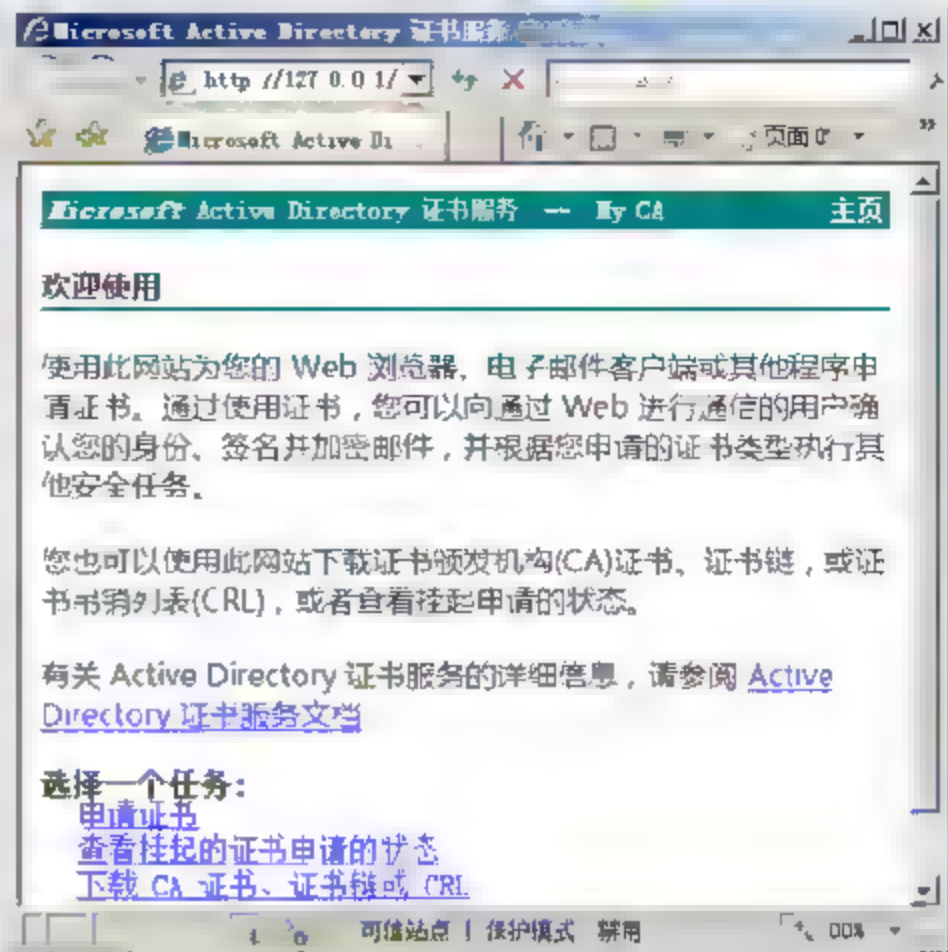 Microsoft Active Directory 证书服务
http //127 0.0 1/
Microsoft Active Di
页面
Microsoft Active Directory 证书服务 -- My CA 主页
欢迎使用
使用此网站为您的 Web 浏览器、电子邮件客户端或其他程序申
请证书。通过使用证书,您可以向通过 Web 进行通信的用户确
认您的身份、签名并加密邮件,并根据您申请的证书类型执行其
他安全任务。
您也可以使用此网站下载证书颁发机构(CA)证书、证书链,或证
书吊销列表(CRL),或者查看挂起申请的状态。
有关 Active Directory 证书服务的详细信息,请参阅 Active
Directory 证书服务文档
选择一个任务:
申请证书
查看挂起的证书申请的状态
下载 CA 证书、证书链或 CRL
可信站点 | 保护模式 禁用
00%